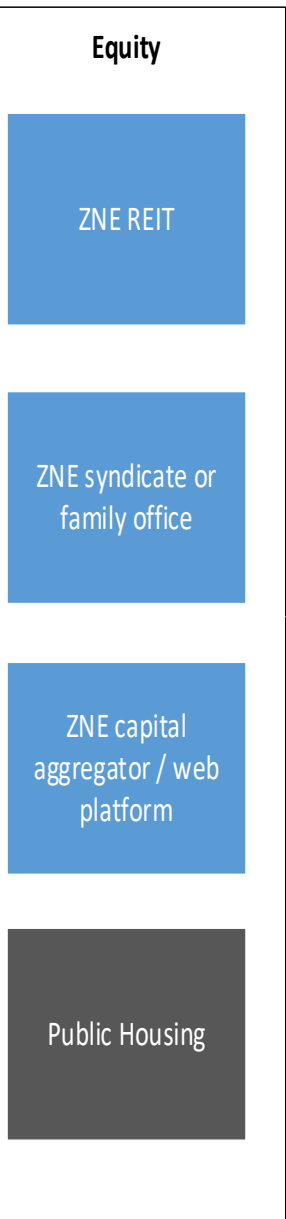 Equity
ZNE REIT
ZNE syndicate or
family office
ZNE capital
aggregator / web
platform
Public Housing